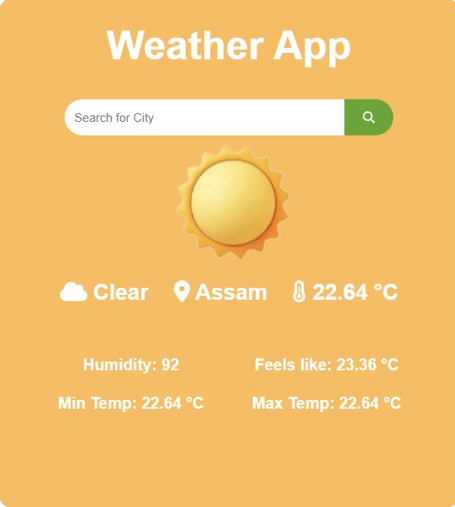 Weather App
Search for City
Clear Assam 22.64 °C
Humidity: 92 Feels like: 23.36 °C
Min Temp: 22.64 °C Max Temp: 22.64 °C